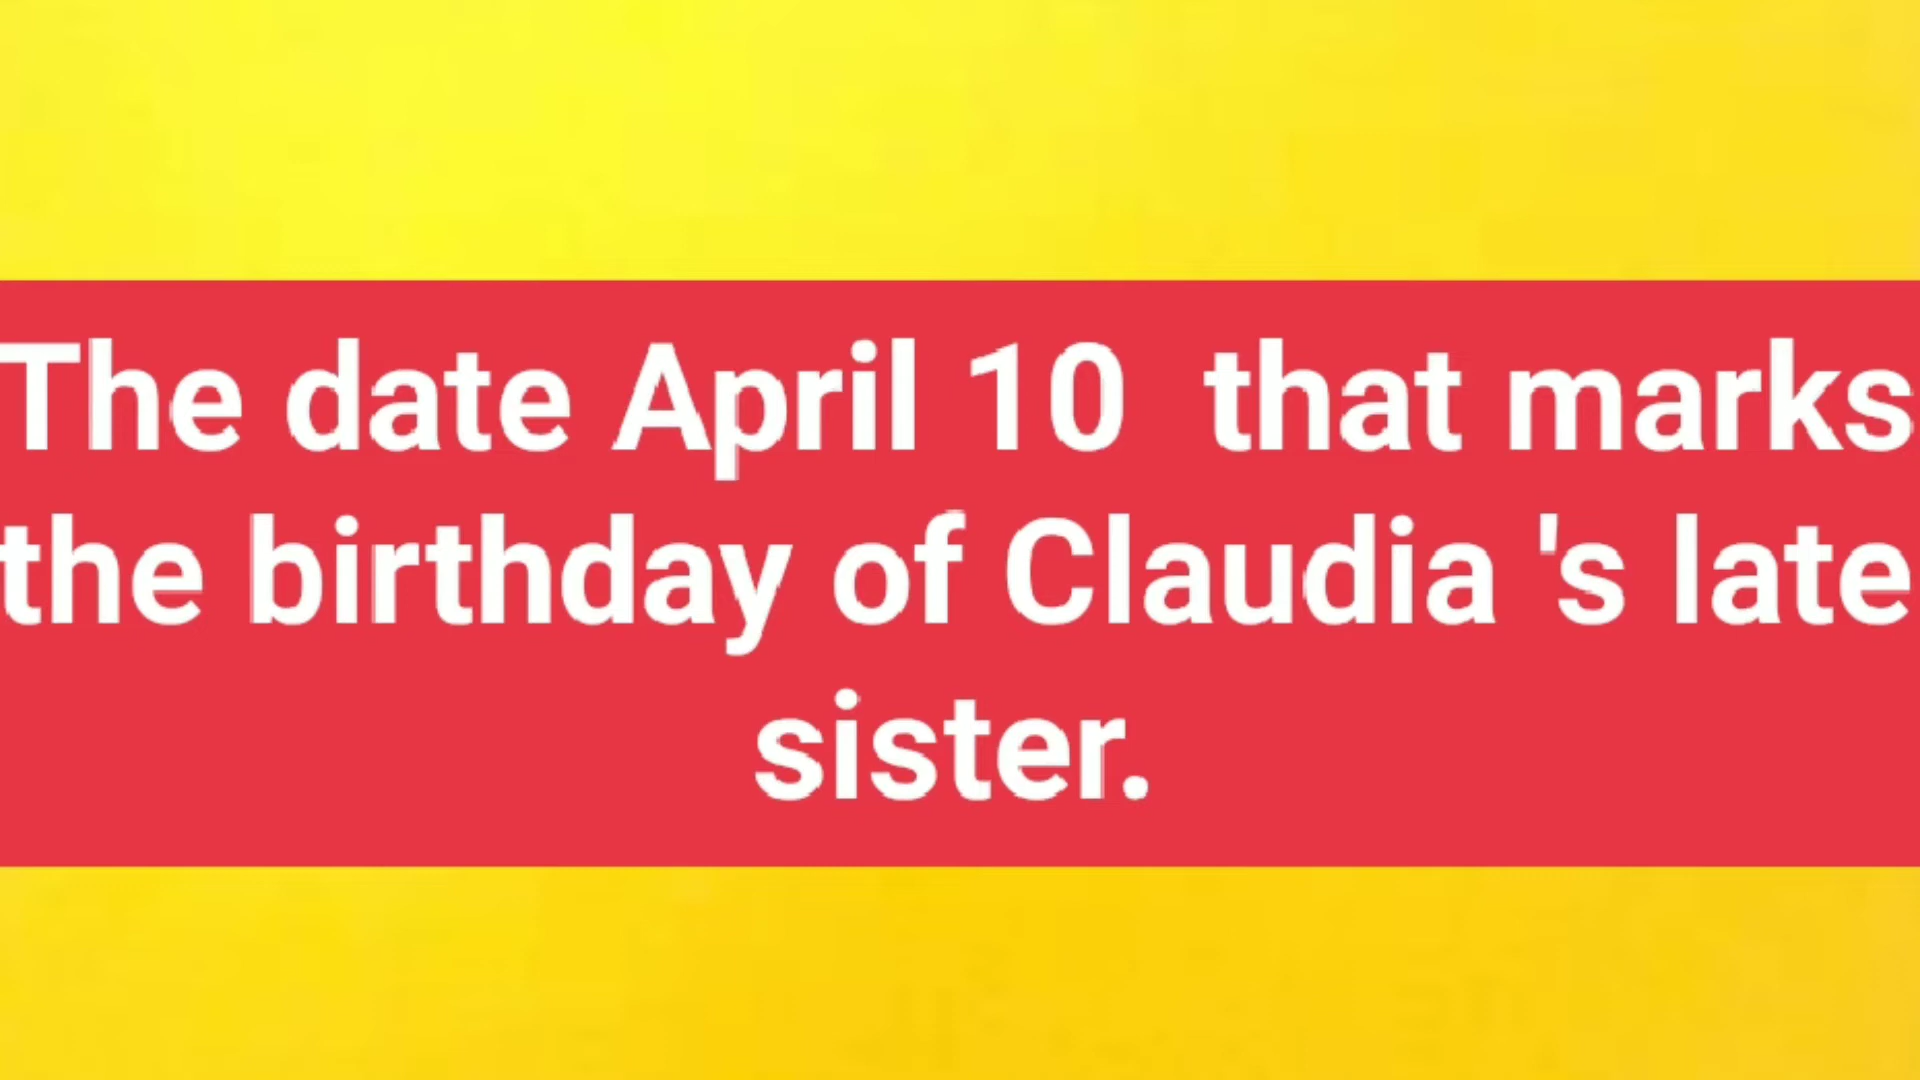 The date April 10  that marks
the birthday of Claudia 's late
sister.